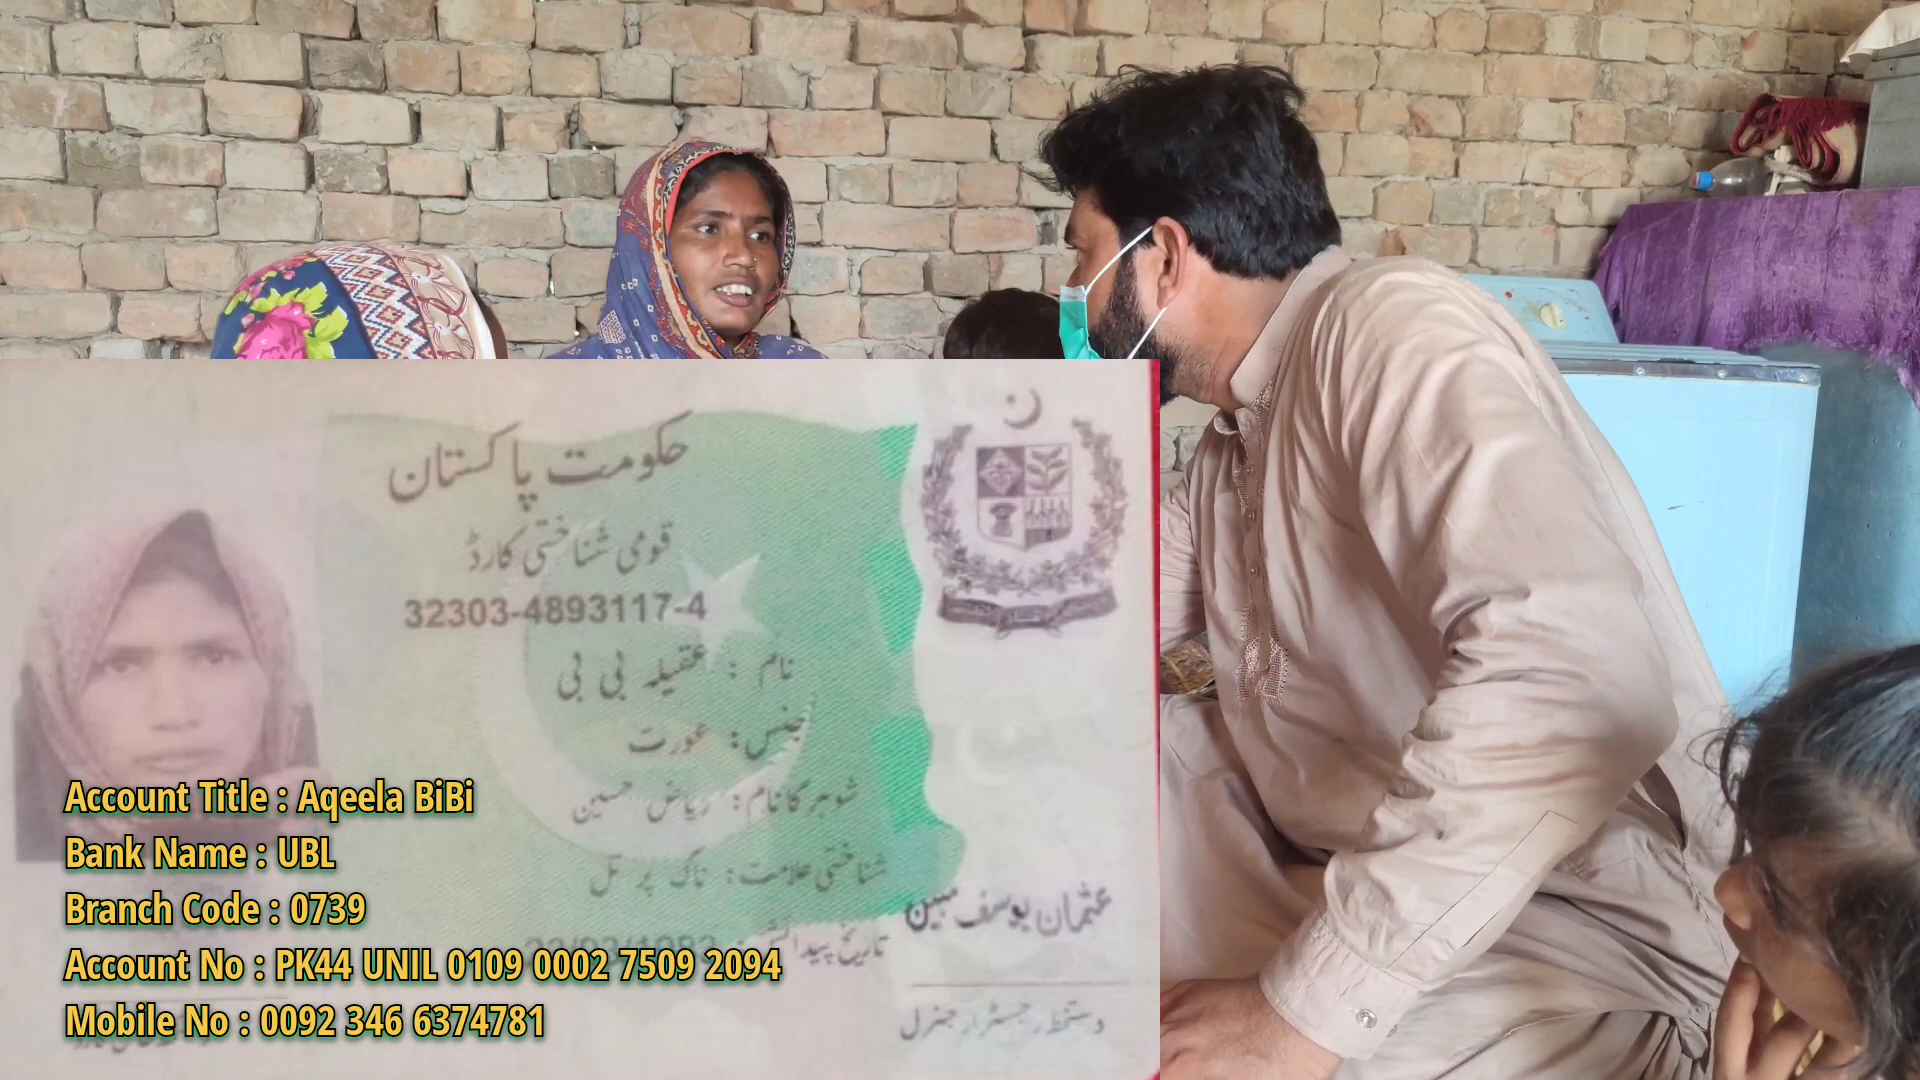 حکومت پاکستان
قومی شناختی کارڈ
32303-4893117-4
نام : عقیلہ بی بی
جنس: عورت
شوہر کا نام: ریاض حسین
شناختی علامت: ناک پر تل
تاریخ پیدائش:
عثمان یوسف مبین
دستخط رجسٹرار جنرل
Account Title : Aqeela BiBi
Bank Name : UBL
Branch Code : 0739
Account No : PK44 UNIL 0109 0002 7509 2094
Mobile No : 0092 346 6374781